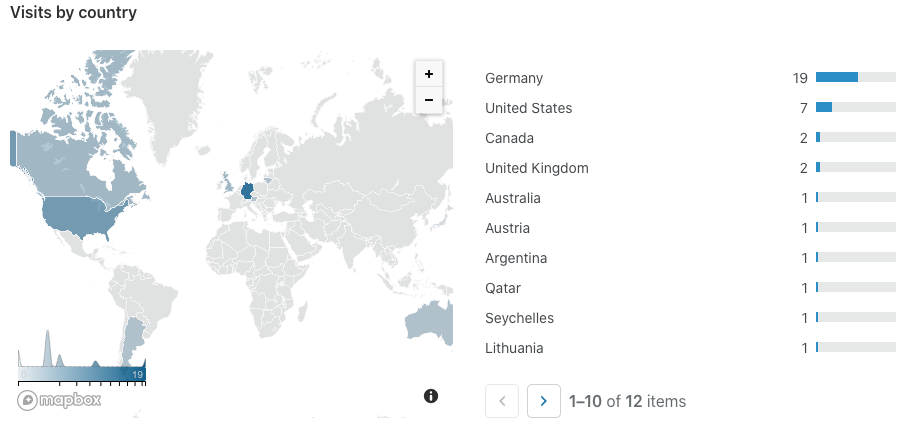 Visits by country
+
−
19
mapbox
Germany 19
United States 7
Canada 2
United Kingdom 2
Australia 1
Austria 1
Argentina 1
Qatar 1
Seychelles 1
Lithuania 1
1–10 of 12 items